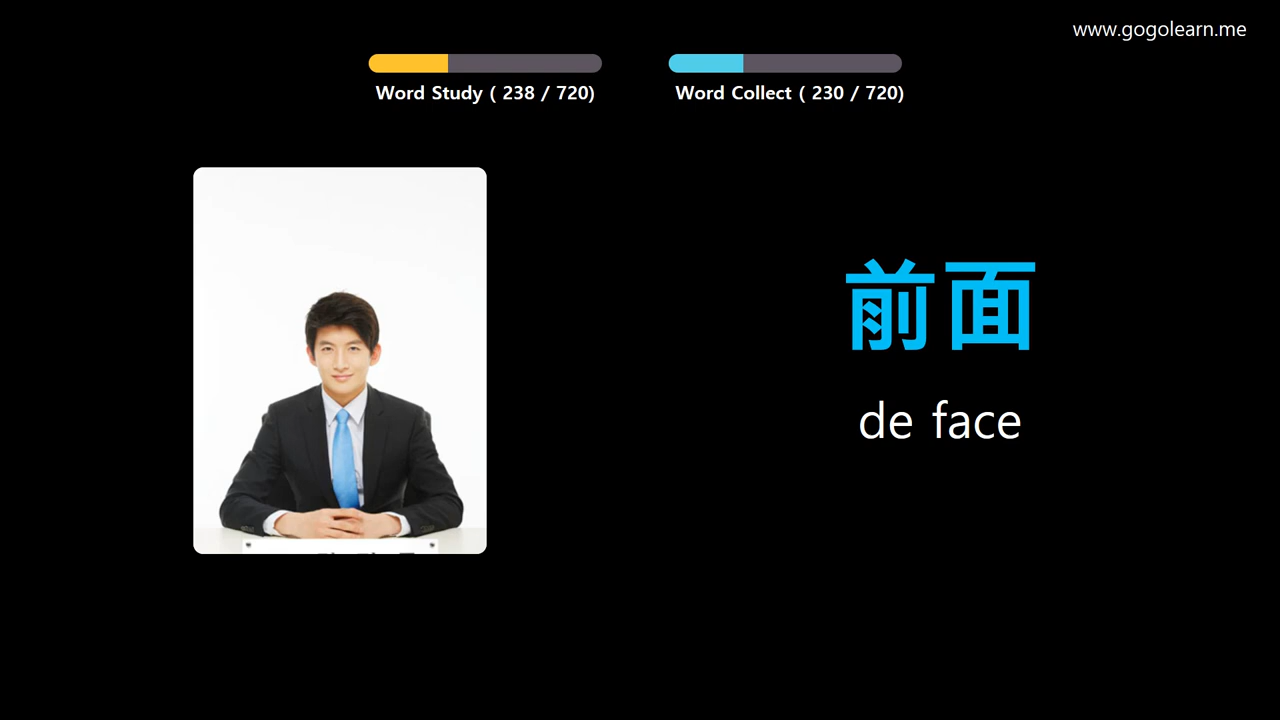 www.gogolearn.me
Word Study ( 238 / 720)
Word Collect ( 230 / 720)
前面
de face